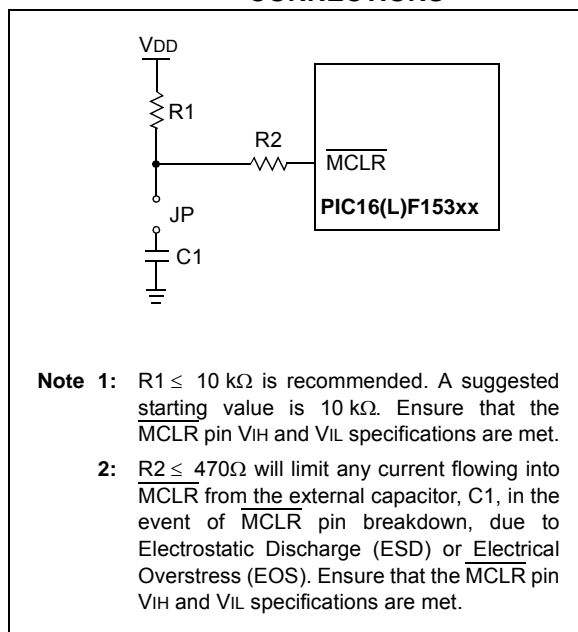 VDD
R1
R2
MCLR
JP
PIC16(L)F153xx
C1
Note 1: R1 ≤ 10 kΩ is recommended. A suggested
starting value is 10 kΩ. Ensure that the
MCLR pin VIH and VIL specifications are met.
2: R2 ≤ 470Ω will limit any current flowing into
MCLR from the external capacitor, C1, in the
event of MCLR pin breakdown, due to
Electrostatic Discharge (ESD) or Electrical
Overstress (EOS). Ensure that the MCLR pin
VIH and VIL specifications are met.